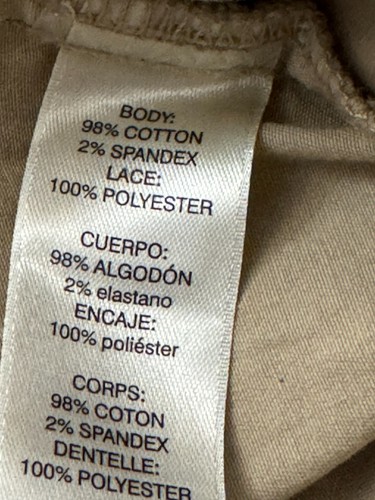 BODY:
98% COTTON
2% SPANDEX
LACE:
100% POLYESTER
CUERPO:
98% ALGODÓN
2% elastano
ENCAJE:
100% poliéster
CORPS:
98% COTON
2% SPANDEX
DENTELLE:
100% POLYESTER